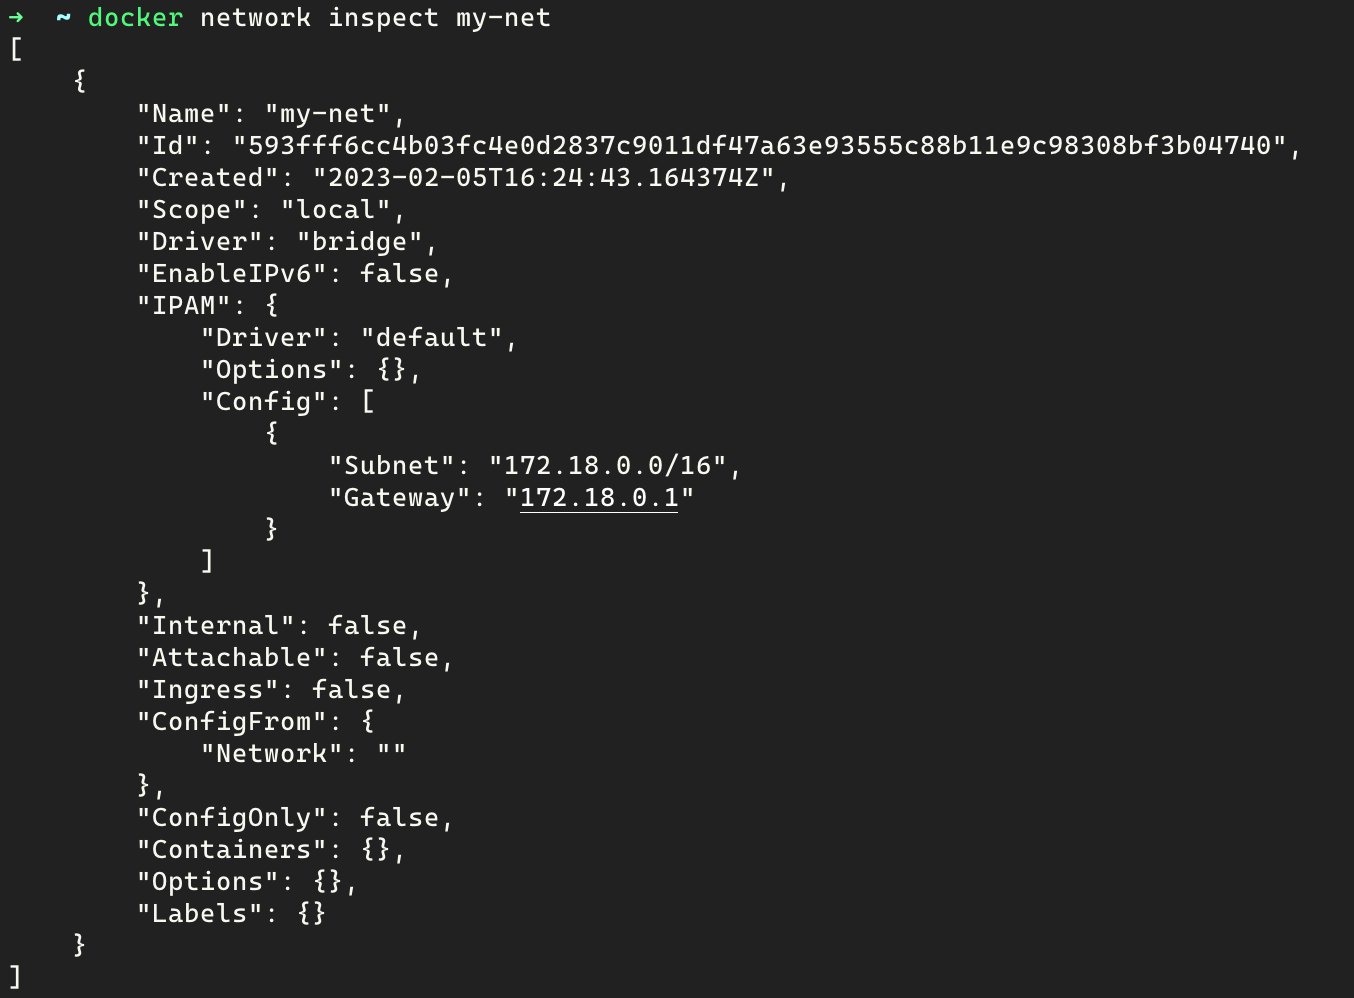 → ~ docker network inspect my-net
[
    {
        "Name": "my-net",
        "Id": "593fff6cc4b03fc4e0d2837c9011df47a63e93555c88b11e9c98308bf3b04740",
        "Created": "2023-02-05T16:24:43.164374Z",
        "Scope": "local",
        "Driver": "bridge",
        "EnableIPv6": false,
        "IPAM": {
            "Driver": "default",
            "Options": {},
            "Config": [
                {
                    "Subnet": "172.18.0.0/16",
                    "Gateway": "172.18.0.1"
                }
            ]
        },
        "Internal": false,
        "Attachable": false,
        "Ingress": false,
        "ConfigFrom": {
            "Network": ""
        },
        "ConfigOnly": false,
        "Containers": {},
        "Options": {},
        "Labels": {}
    }
]